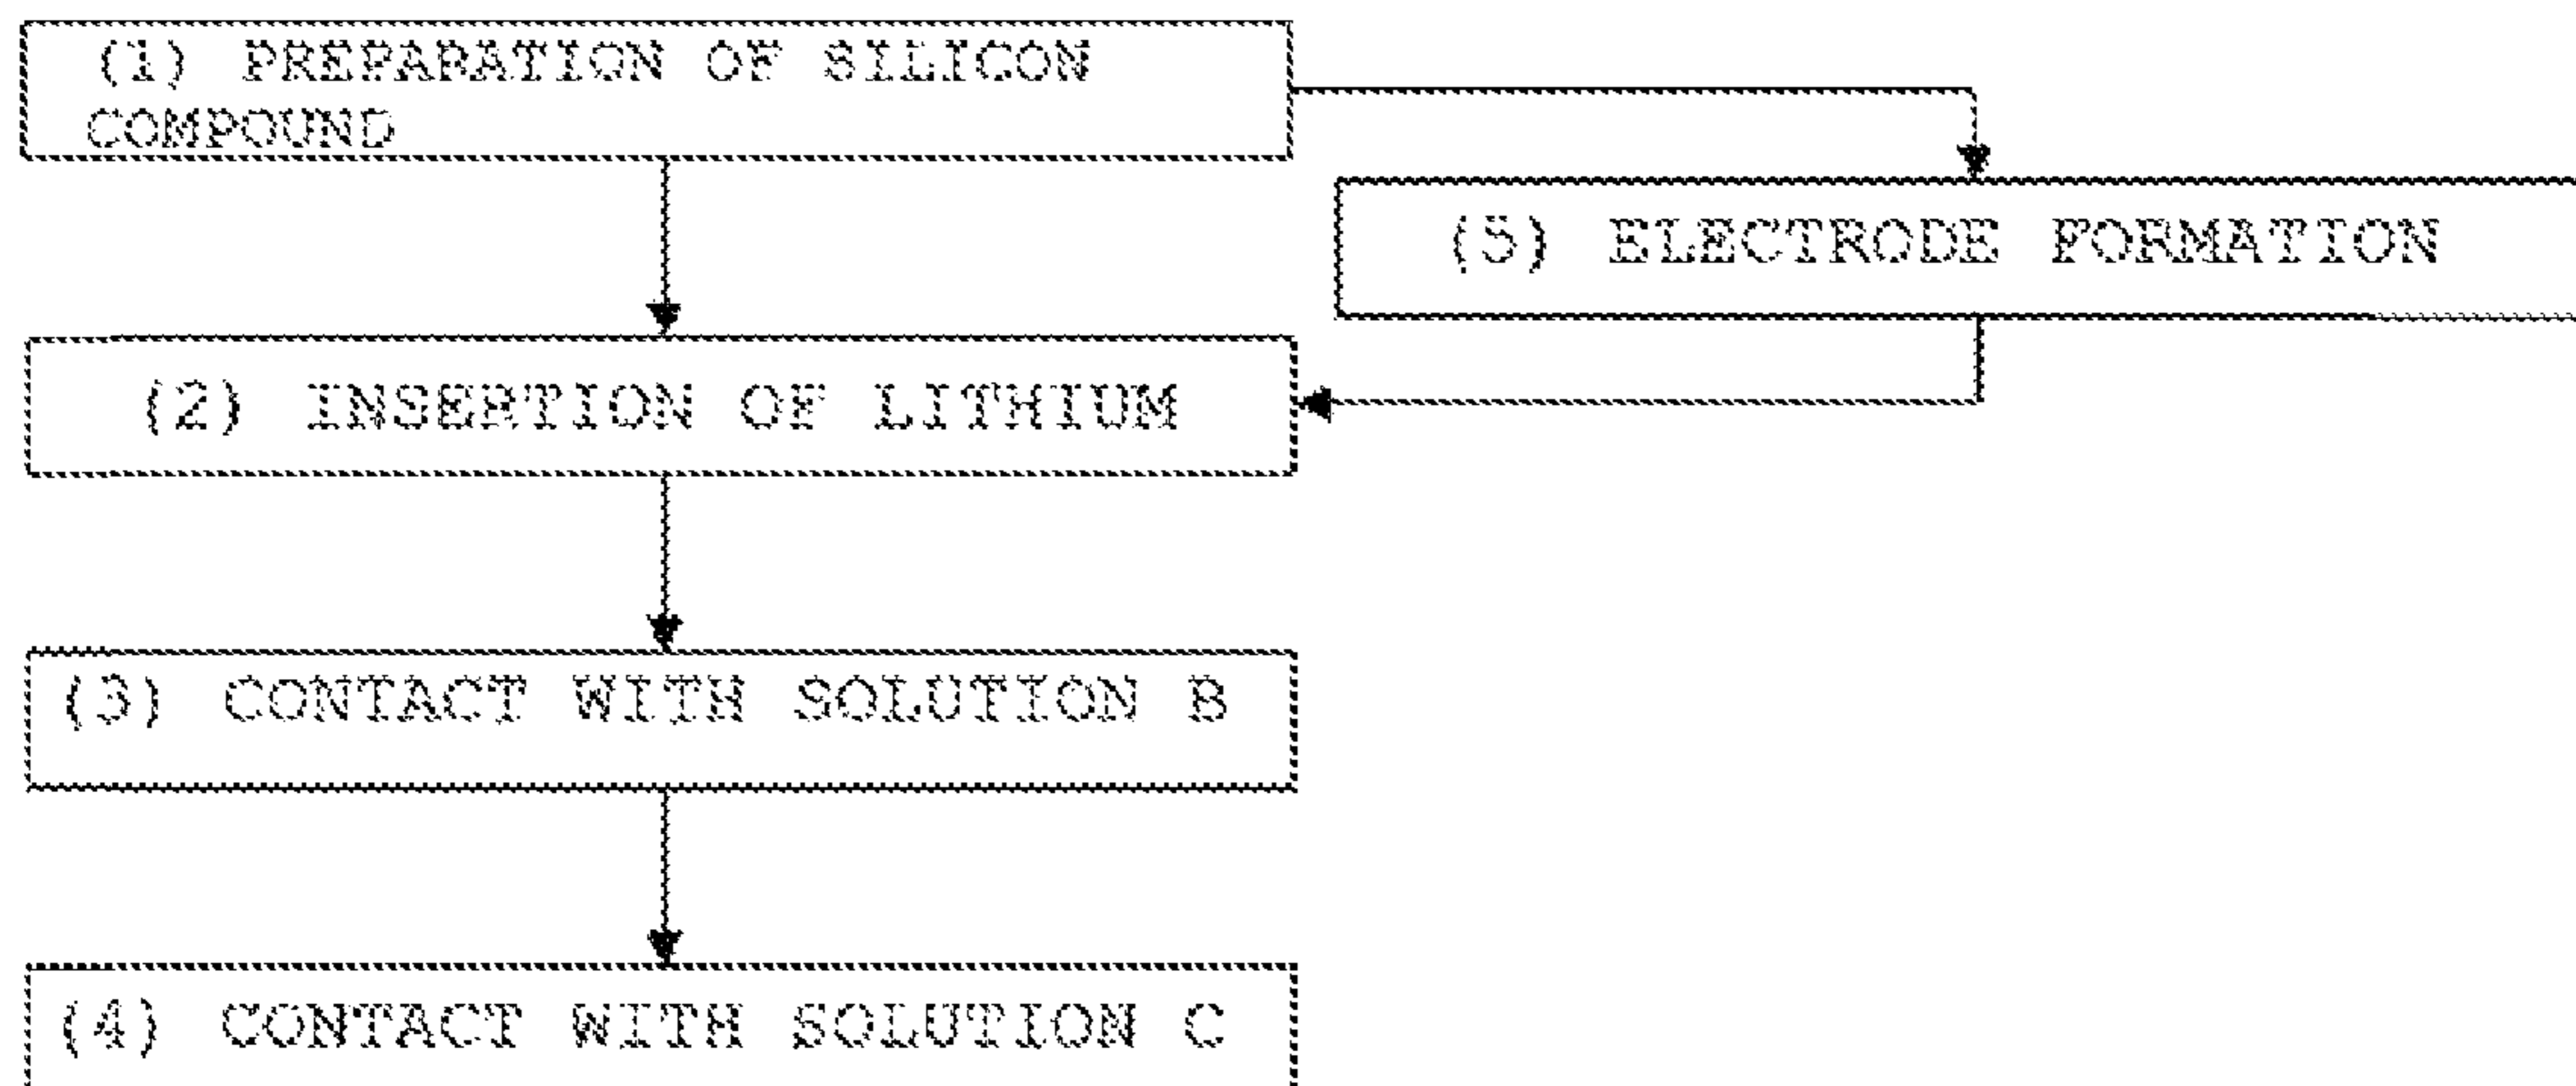 (1) PREPARATION OF SILICON
COMPOUND
(5) ELECTRODE FORMATION
(2) INSERTION OF LITHIUM
(3) CONTACT WITH SOLUTION B
(4) CONTACT WITH SOLUTION C